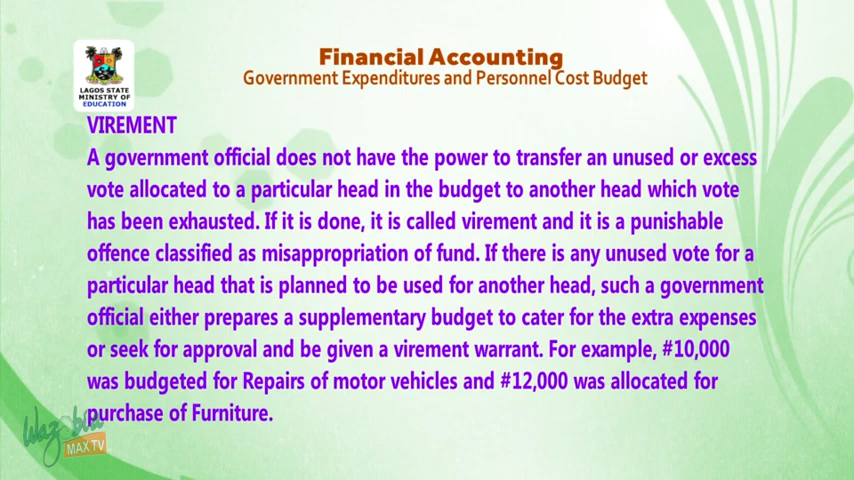 Financial Accounting
Government Expenditures and Personnel Cost Budget
LAGOS STATE
MINISTRY OF
EDUCATION
VIREMENT
A government official does not have the power to transfer an unused or excess
vote allocated to a particular head in the budget to another head which vote
has been exhausted. If it is done, it is called virement and it is a punishable
offence classified as misappropriation of fund. If there is any unused vote for a
particular head that is planned to be used for another head, such a government
official either prepares a supplementary budget to cater for the extra expenses
or seek for approval and be given a virement warrant. For example, #10,000
was budgeted for Repairs of motor vehicles and #12,000 was allocated for
purchase of Furniture.
Wazobia
MAX TV